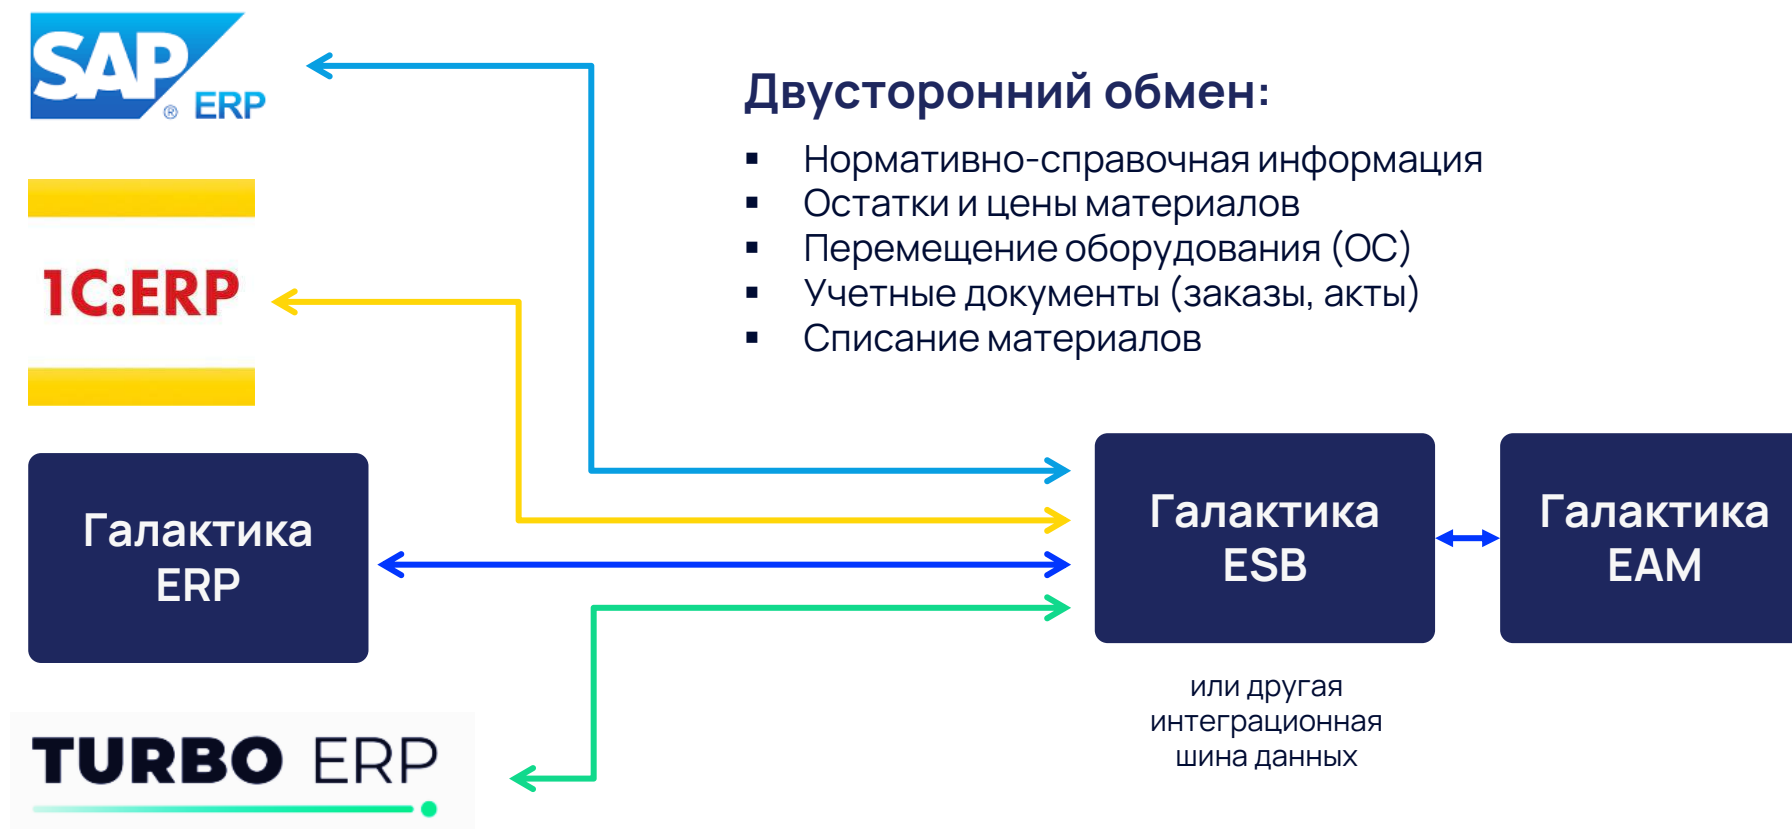 SAP
® ERP
Двусторонний обмен:
▪ Нормативно-справочная информация
▪ Остатки и цены материалов
▪ Перемещение оборудования (ОС)
▪ Учетные документы (заказы, акты)
▪ Списание материалов
1С:ERP
Галактика
ERP
Галактика
ESB
Галактика
EAM
или другая
интеграционная
шина данных
TURBO ERP